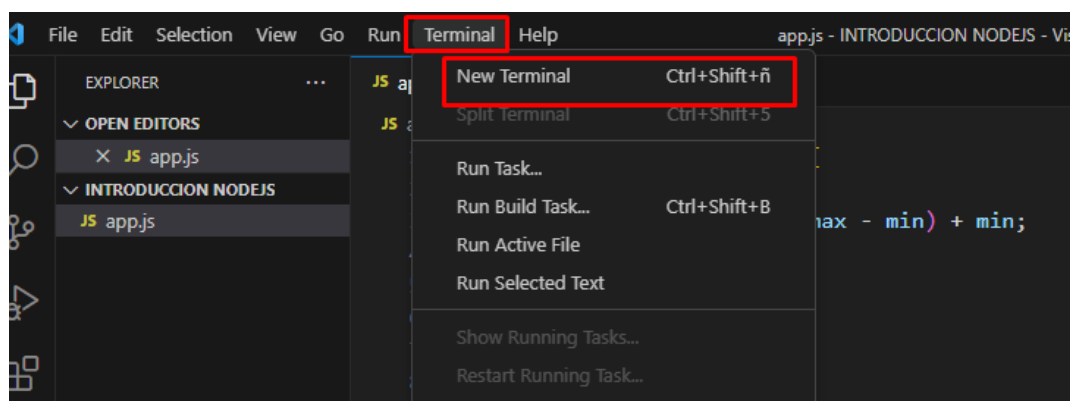 File Edit Selection View Go Run Terminal Help app.js - INTRODUCCION NODEJS - Vis
EXPLORER ... JS
New Terminal Ctrl+Shift+ñ
OPEN EDITORS JS
Split Terminal Ctrl+Shift+5
JS app.js
Run Task...
INTRODUCCION NODEJS
Run Build Task... Ctrl+Shift+B
JS app.js
max - min) + min;
Run Active File
Run Selected Text
Show Running Tasks...
Restart Running Task...